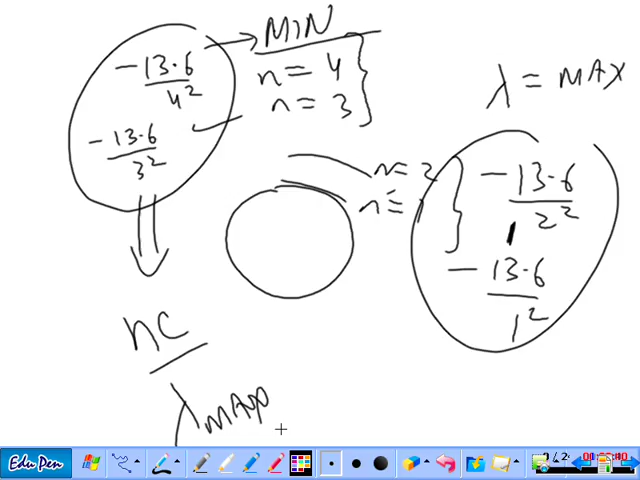 MIN
-13.6/4²
n = 4
n = 3
-13.6/3²
λ = MAX
n = 2
n = 1
-13.6/2²
-13.6/1²
hc/λ
Edu Pen